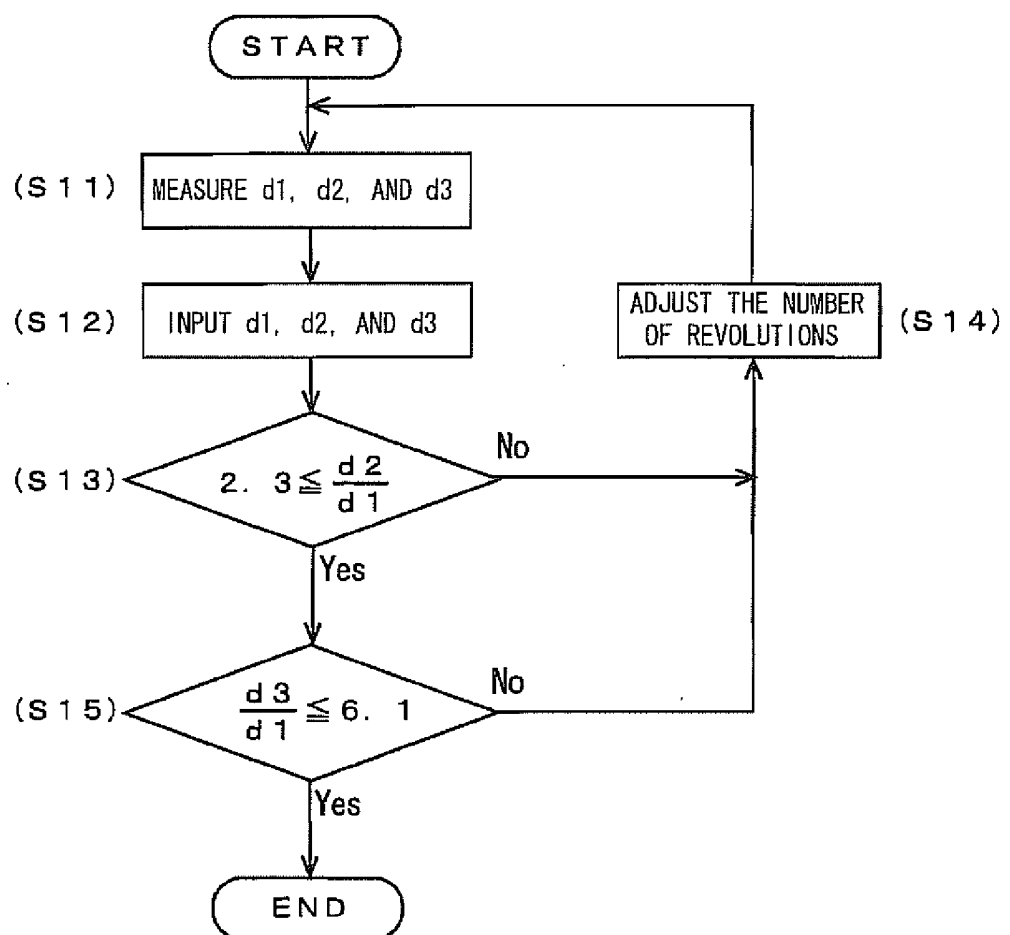 START
(S11)
MEASURE d1, d2, AND d3
(S12)
INPUT d1, d2, AND d3
ADJUST THE NUMBER
OF REVOLUTIONS
(S14)
(S13)
2. 3 ≦ d2/d1
No
Yes
(S15)
d3/d1 ≦ 6. 1
No
Yes
END